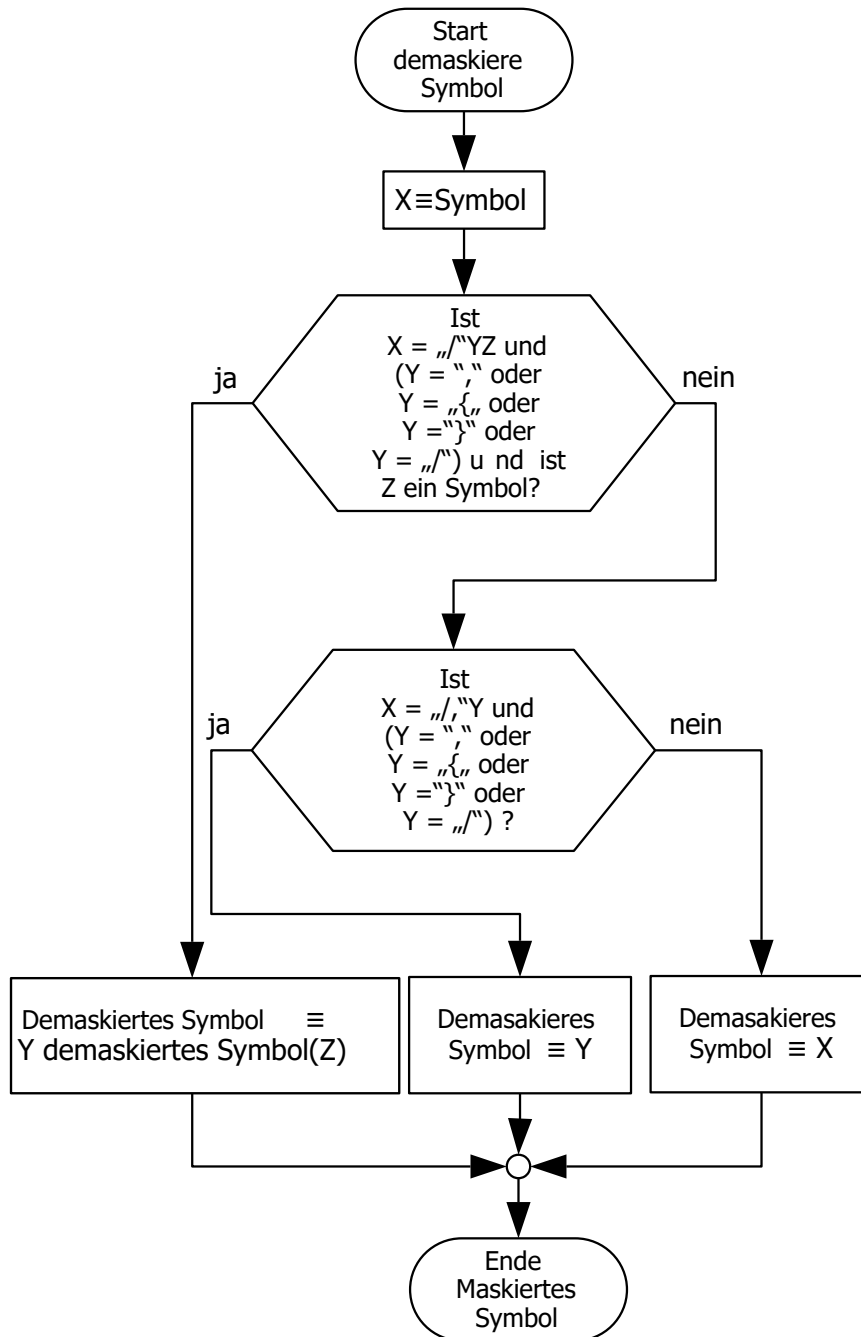 Start
demaskiere
Symbol
X≡Symbol
Ist
X = „/“YZ und
(Y = “,“ oder
Y = „{„ oder
Y =“}“ oder
Y = „/“) u nd ist
Z ein Symbol?
ja
nein
Ist
X = „/,“Y und
(Y = “,“ oder
Y = „{„ oder
Y =“}“ oder
Y = „/“) ?
ja
nein
Demaskiertes Symbol ≡
Y demaskiertes Symbol(Z)
Demasakieres
Symbol ≡ Y
Demasakieres
Symbol ≡ X
Ende
Maskiertes
Symbol